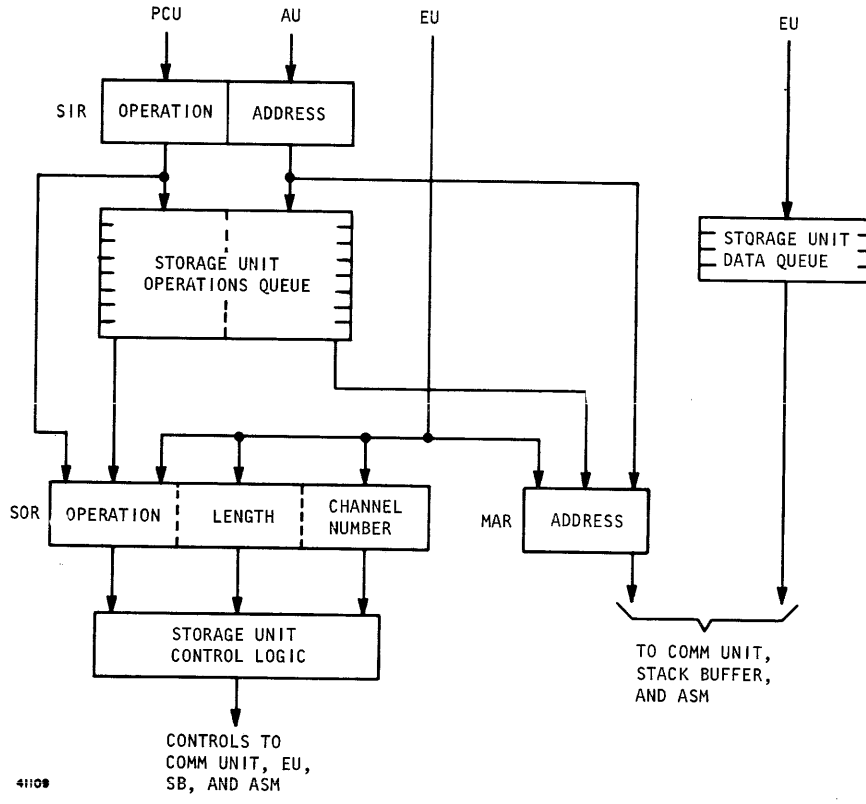 PCU AU EU EU
SIR OPERATION ADDRESS
STORAGE UNIT
OPERATIONS QUEUE
STORAGE UNIT
DATA QUEUE
SOR OPERATION LENGTH CHANNEL
NUMBER
MAR ADDRESS
STORAGE UNIT
CONTROL LOGIC
TO COMM UNIT,
STACK BUFFER,
AND ASM
CONTROLS TO
COMM UNIT, EU,
SB, AND ASM
41109